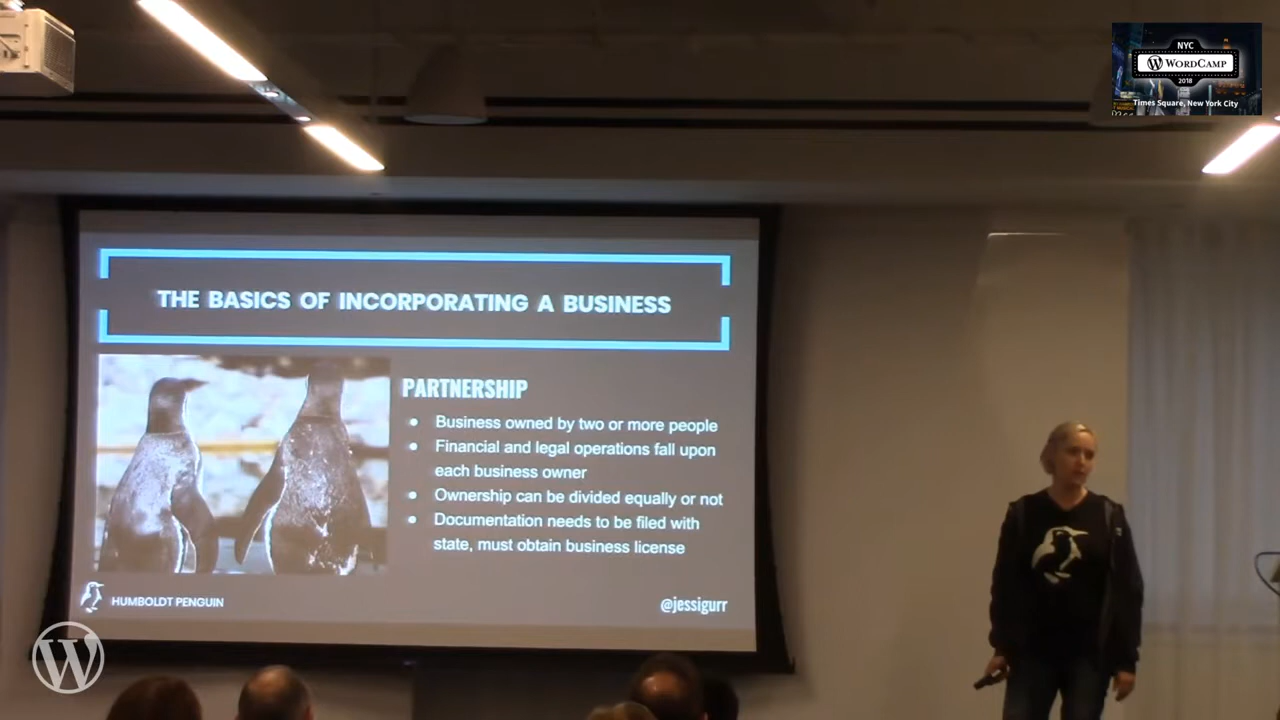 NYC
WORDCAMP
2018
Times Square, New York City
THE BASICS OF INCORPORATING A BUSINESS
PARTNERSHIP
● Business owned by two or more people
● Financial and legal operations fall upon
each business owner
● Ownership can be divided equally or not
● Documentation needs to be filed with
state, must obtain business license
HUMBOLDT PENGUIN
@jessigurr